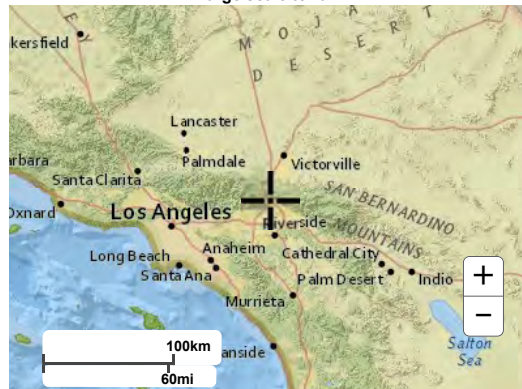 M O J A
D E S E R T
E Y
kersfield
Lancaster
Palmdale
Victorville
arbara
Santa Clarita
SAN BERNARDINO
MOUNTAINS
Oxnard
Los Angeles
Riverside
Long Beach
Anaheim
Cathedral City
Santa Ana
Palm Desert
Indio
Murrieta
+
−
100km
anside
Salton
Sea
60mi